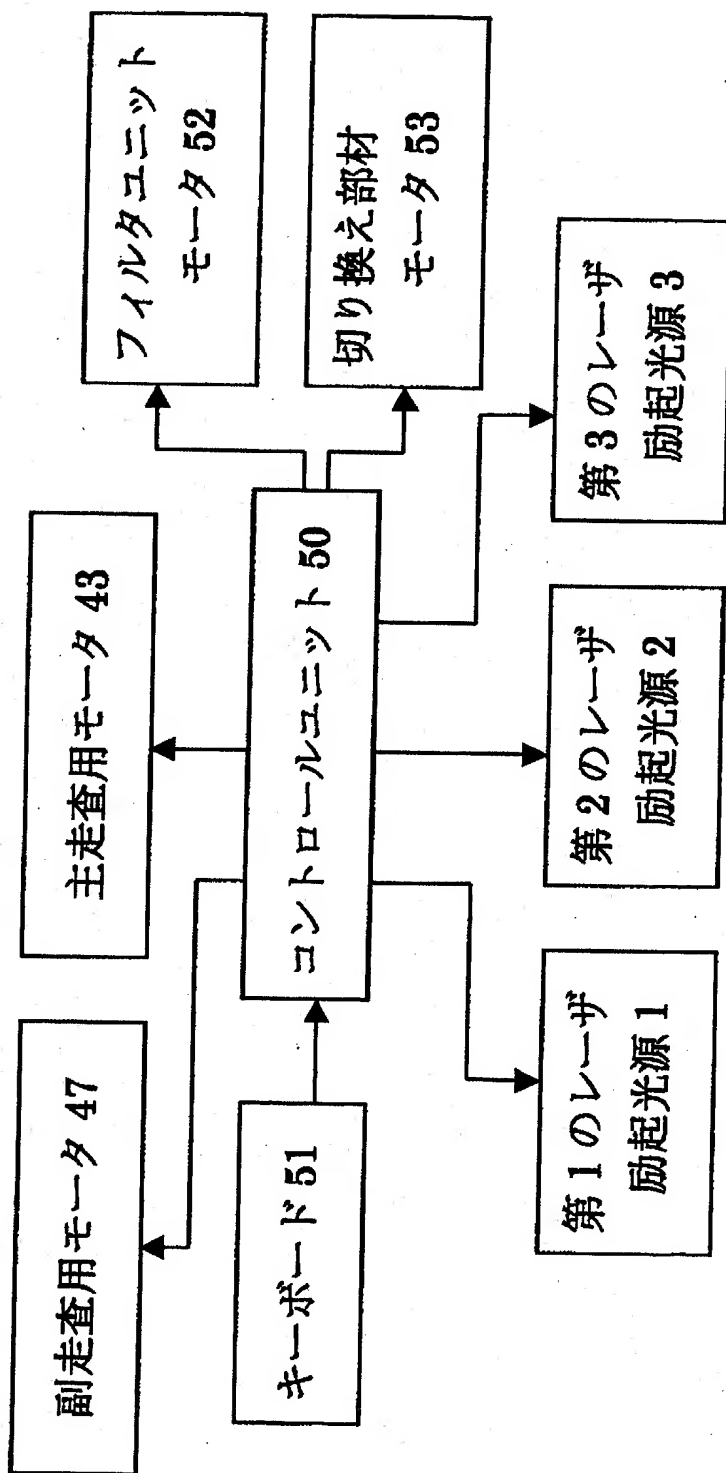 副走査用モータ 47
主走査用モータ 43
フィルタユニット
モータ 52
キーボード 51
コントロールユニット 50
切り換え部材
モータ 53
第1のレーザ
励起光源 1
第2のレーザ
励起光源 2
第3のレーザ
励起光源 3